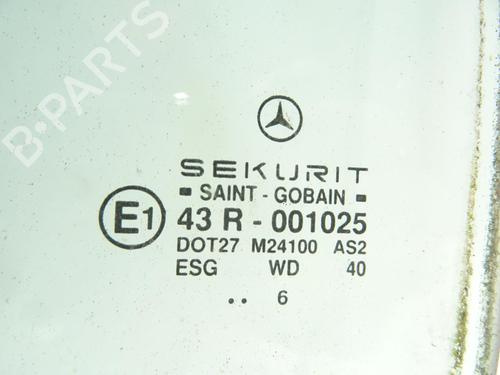 B-PARTS
SEKURIT
▪ SAINT - GOBAIN ▪
E1 43 R - 001025
DOT27 M24100 AS2
ESG WD 40
.. 6